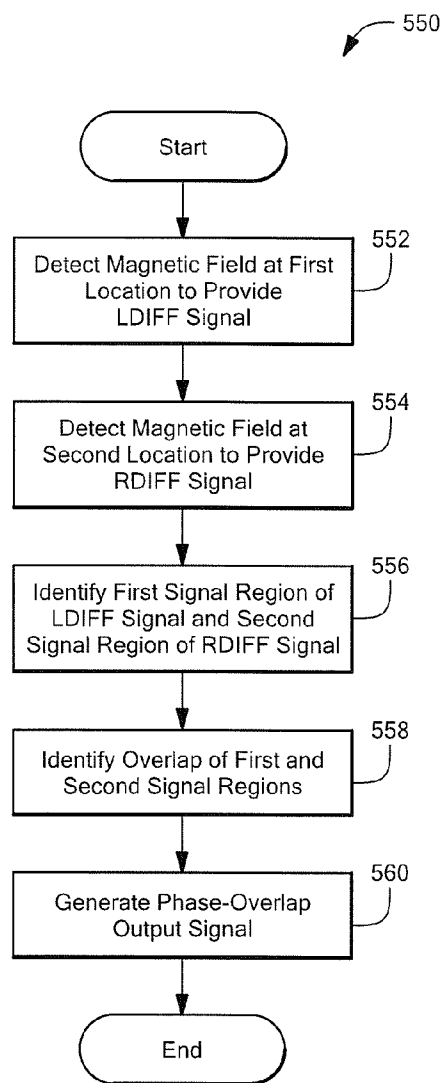 550
Start
552
Detect Magnetic Field at First
Location to Provide
LDIFF Signal
554
Detect Magnetic Field at
Second Location to Provide
RDIFF Signal
556
Identify First Signal Region of
LDIFF Signal and Second
Signal Region of RDIFF Signal
558
Identify Overlap of First and
Second Signal Regions
560
Generate Phase-Overlap
Output Signal
End